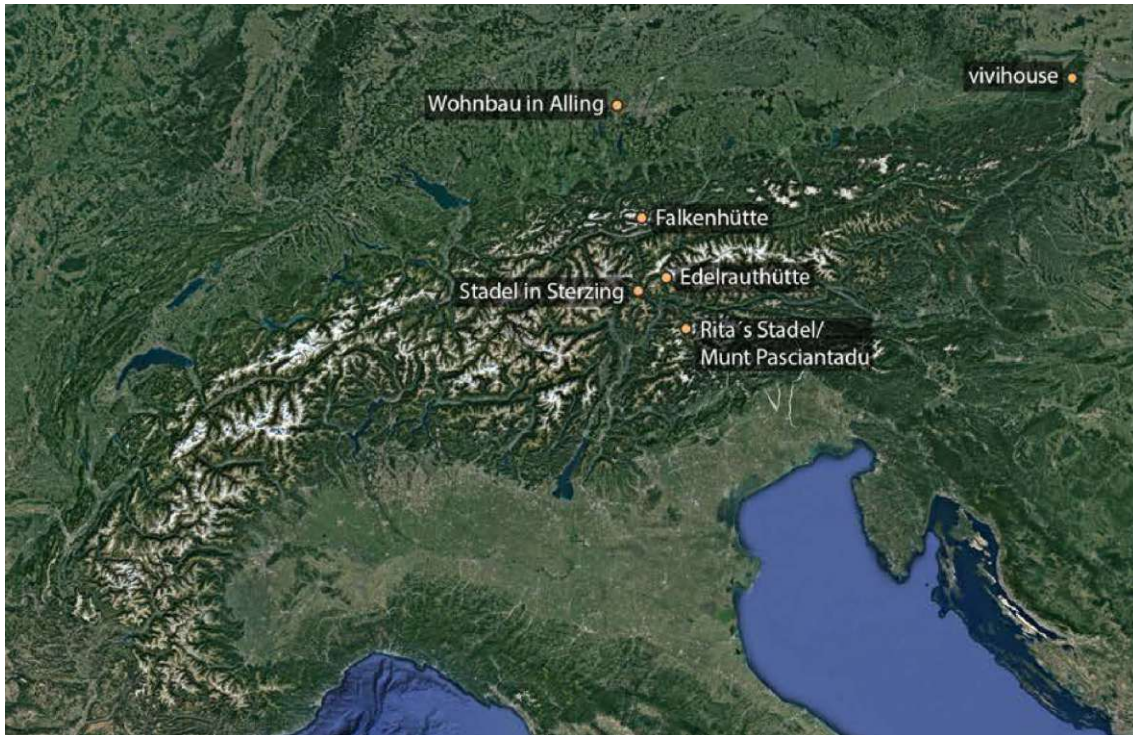 vivihouse
Wohnbau in Alling
Falkenhütte
Edelrauthütte
Stadel in Sterzing
Rita´s Stadel/
Munt Pasciantadu